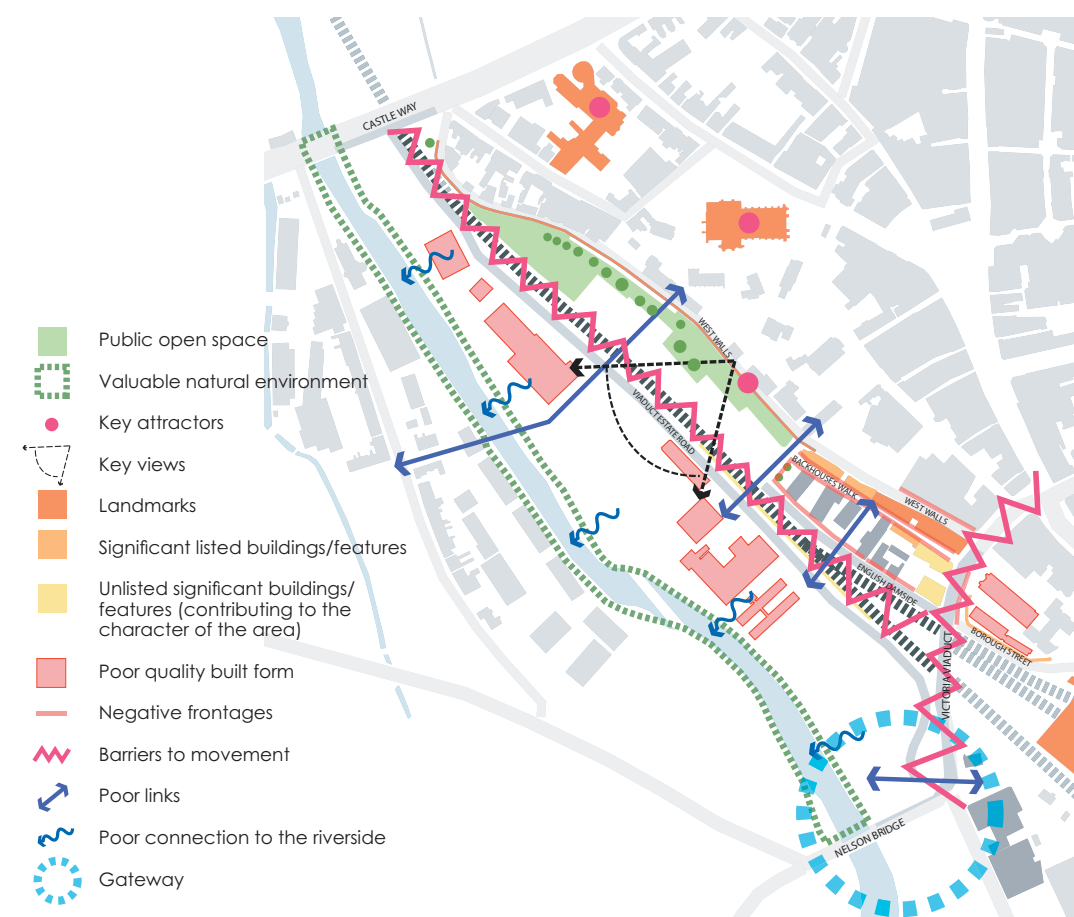 CASTLE WAY
WEST WALLS
VIADUCT ESTATE ROAD
BACKHOUSES WALK
WEST WALLS
ENGLISH DAMSIDE
BOROUGH STREET
VICTORIA VIADUCT
NELSON BRIDGE
Public open space
Valuable natural environment
Key attractors
Key views
Landmarks
Significant listed buildings/features
Unlisted significant buildings/
features (contributing to the
character of the area)
Poor quality built form
Negative frontages
Barriers to movement
Poor links
Poor connection to the riverside
Gateway